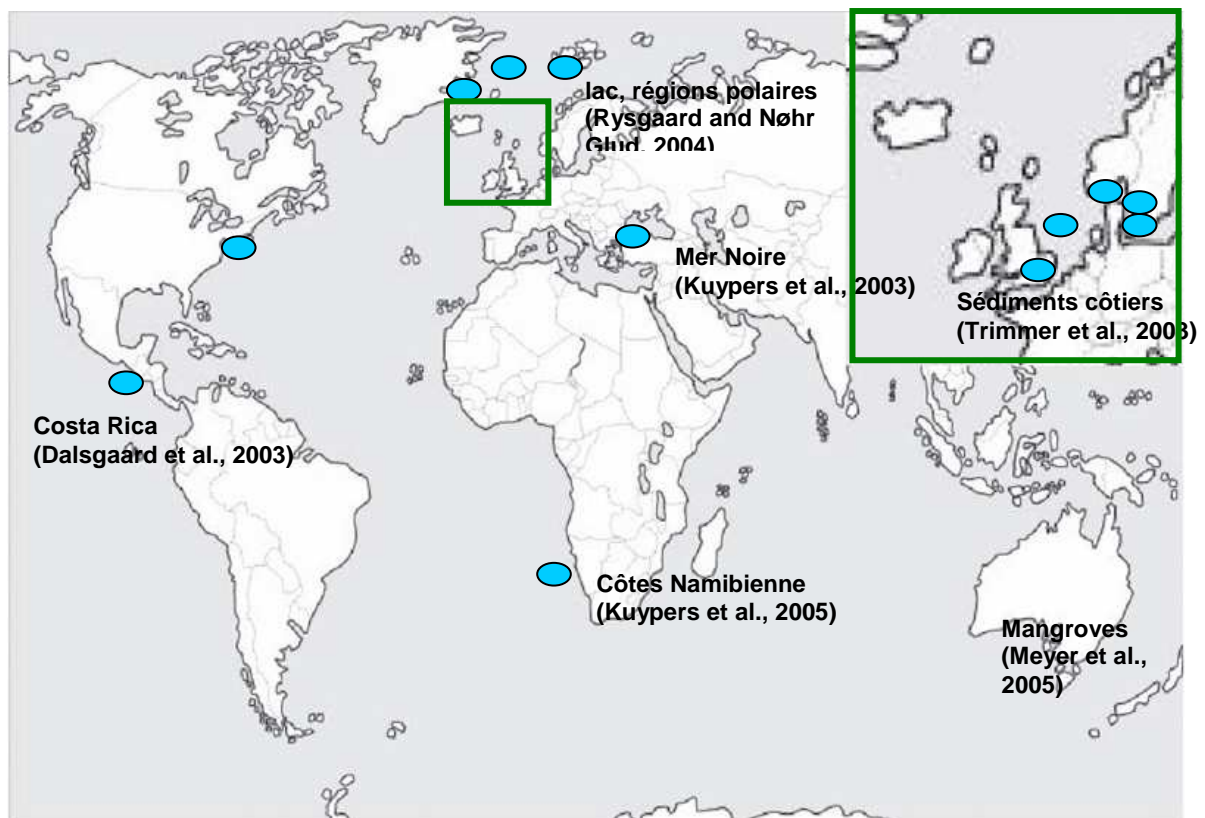 lac, régions polaires
(Rysgaard and Nøhr
Glud, 2004)
Mer Noire
(Kuypers et al., 2003)
Sédiments côtiers
(Trimmer et al., 2003)
Costa Rica
(Dalsgaard et al., 2003)
Côtes Namibienne
(Kuypers et al., 2005)
Mangroves
(Meyer et al.,
2005)